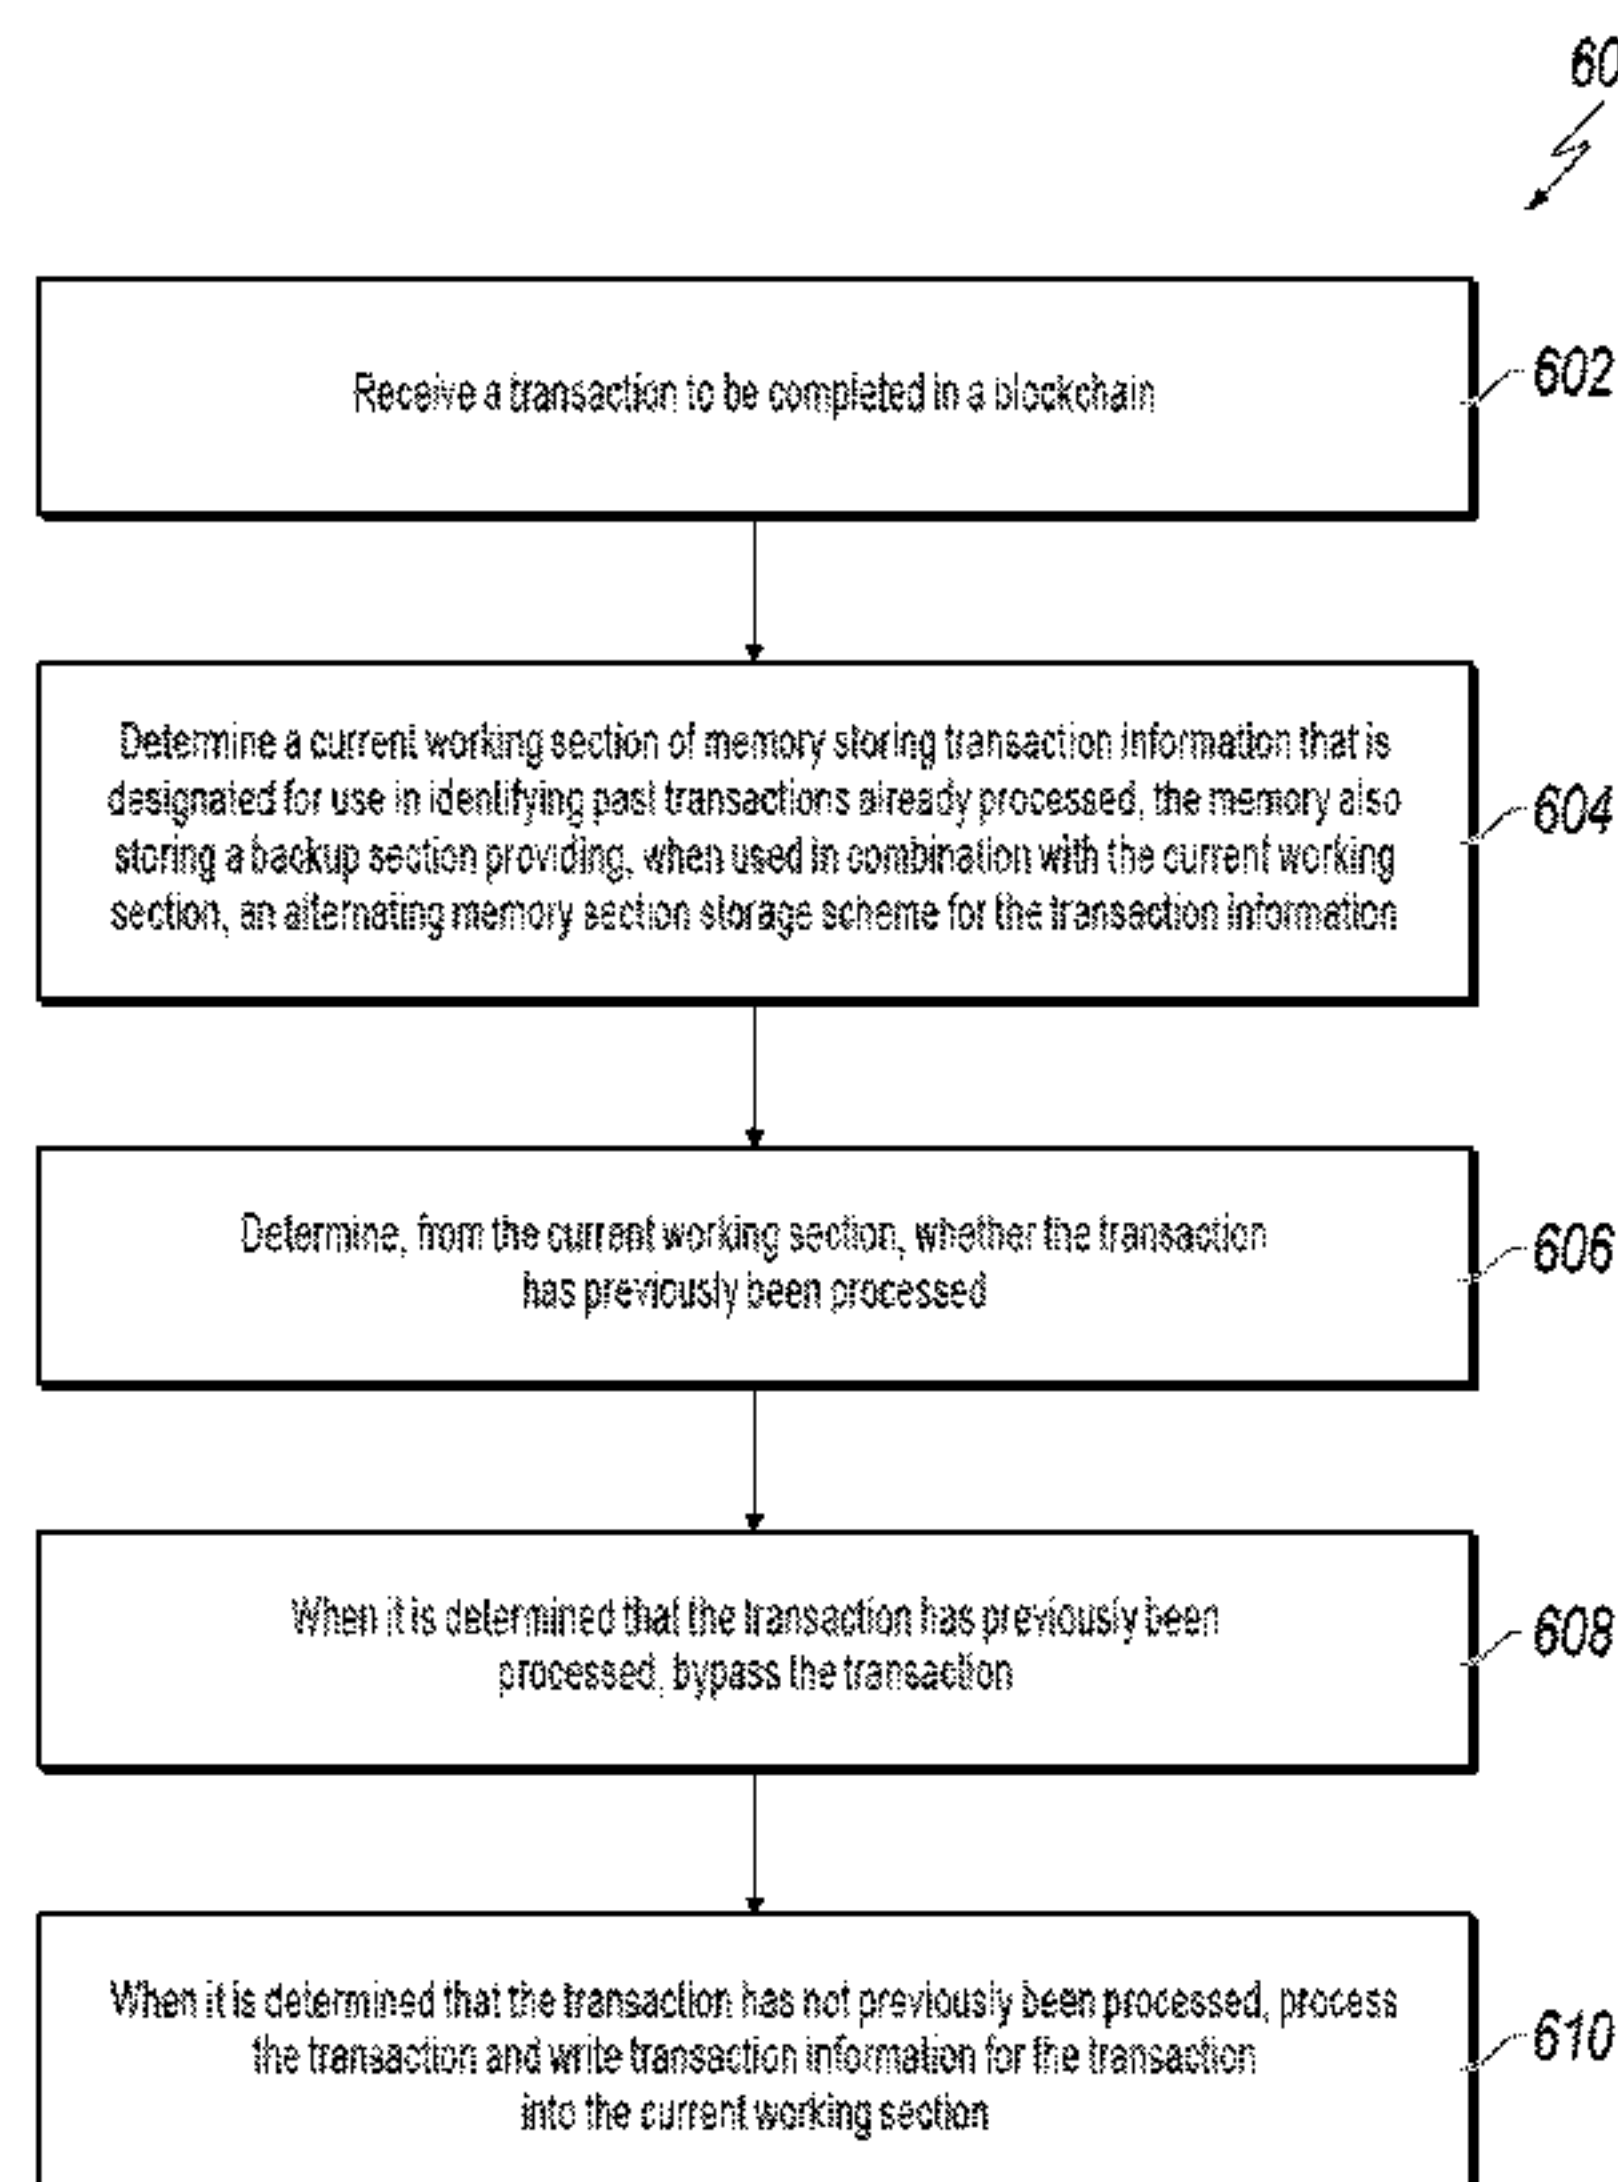 60
Receive a transaction to be completed in a blockchain
602
Determine a current working section of memory storing transaction information that is
designated for use in identifying past transactions already processed, the memory also
storing a backup section providing, when used in combination with the current working
section, an alternating memory section storage scheme for the transaction information
604
Determine, from the current working section, whether the transaction
has previously been processed
606
When it is determined that the transaction has previously been
processed, bypass the transaction
608
When it is determined that the transaction has not previously been processed, process
the transaction and write transaction information for the transaction
into the current working section
610